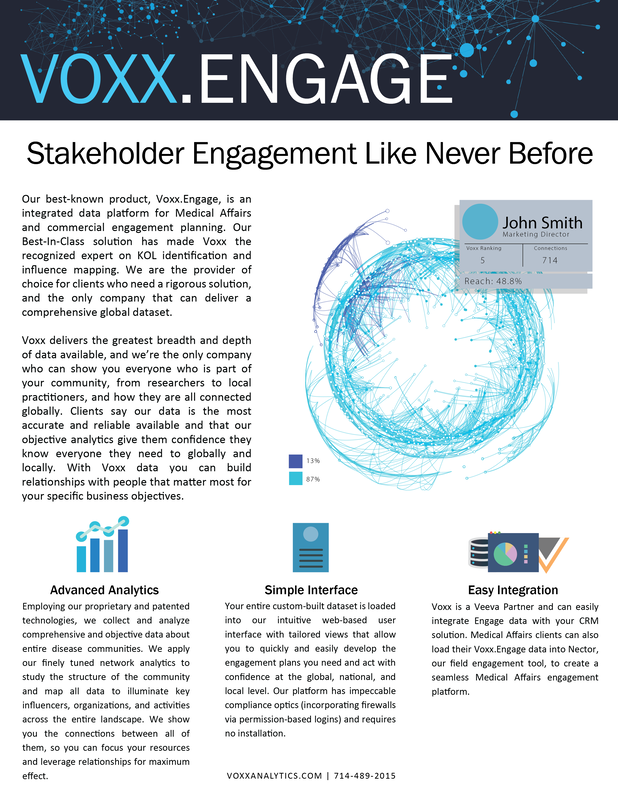 VOXX.ENGAGE
Stakeholder Engagement Like Never Before
Our best-known product, Voxx.Engage, is an
integrated data platform for Medical Affairs
and commercial engagement planning. Our
Best-In-Class solution has made Voxx the
recognized expert on KOL identification and
influence mapping. We are the provider of
choice for clients who need a rigorous solution,
and the only company that can deliver a
comprehensive global dataset.
Voxx delivers the greatest breadth and depth
of data available, and we're the only company
who can show you everyone who is part of
your community, from researchers to local
practitioners, and how they are all connected
globally. Clients say our data is the most
accurate and reliable available and that our
objective analytics give them confidence they
know everyone they need to globally and
locally. With Voxx data you can build
relationships with people that matter most for
your specific business objectives.
John Smith
Marketing Director
Voxx Ranking
Connections
5
714
Reach: 48.8%
13%
87%
Advanced Analytics
Employing our proprietary and patented
technologies, we collect and analyze
comprehensive and objective data about
entire disease communities. We apply
our finely tuned network analytics to
study the structure of the community
and map all data to illuminate key
influencers, organizations, and activities
across the entire landscape. We show
you the connections between all of
them, so you can focus your resources
and leverage relationships for maximum
effect.
Simple Interface
Your entire custom-built dataset is loaded
into our intuitive web-based user
interface with tailored views that allow
you to quickly and easily develop the
engagement plans you need and act with
confidence at the global, national, and
local level. Our platform has impeccable
compliance optics (incorporating firewalls
via permission-based logins) and requires
no installation.
Easy Integration
Voxx is a Veeva Partner and can easily
integrate Engage data with your CRM
solution. Medical Affairs clients can also
load their Voxx.Engage data into Nector,
our field engagement tool, to create a
seamless Medical Affairs engagement
platform.
VOXXANALYTICS.COM | 714-489-2015